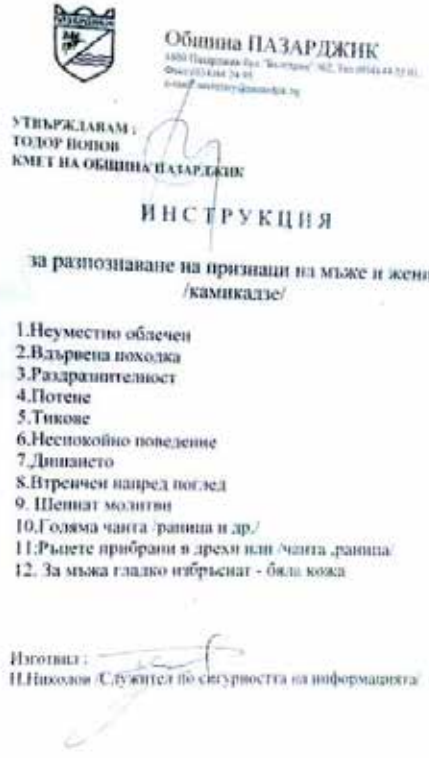 ПАЗАРДЖИК
Община ПАЗАРДЖИК
УТВЪРЖДАВАМ :
ТОДОР ПОПОВ
КМЕТ НА ОБЩИНА ПАЗАРДЖИК
ИНСТРУКЦИЯ
за разпознаване на признаци на мъже и жени
/камикадзе/
1.Неуместно облечен
2.Вдървена походка
3.Раздразнителност
4.Потене
5.Тикове
6.Неспокойно поведение
7.Дишането
8.Втренчен напред поглед
9. Шепнат молитви
10.Голяма чанта /раница и др./
11.Ръцете прибрани в дрехи или /чанта ,раница/
12. За мъжа гладко избръснат - бяла кожа
Изготвил :
Н.Николов /Служител по сигурността на информацията/